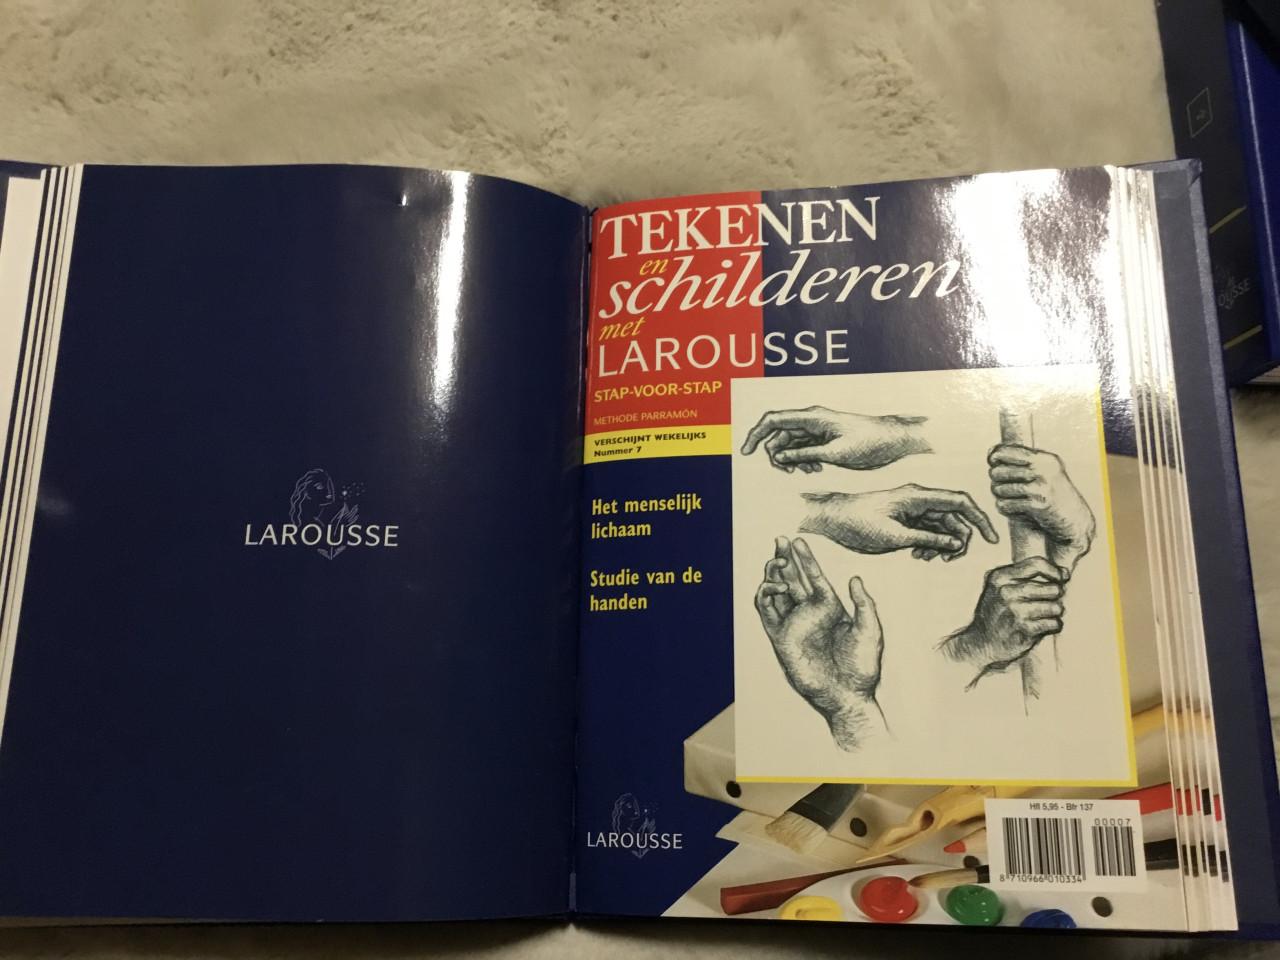 LAROUSSE
TEKENEN
en
schilderen
met
LAROUSSE
STAP-VOOR-STAP
METHODE PARRAMÓN
VERSCHIJNT WEKELIJKS
Nummer 7
Het menselijk
lichaam
Studie van de
handen
LAROUSSE
Hfl 5,95 - Bfr 137
00007
8 710966 010334